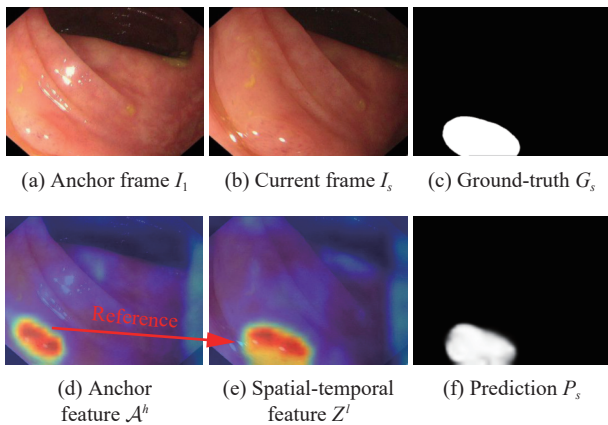 (a) Anchor frame I₁
(b) Current frame Iₛ
(c) Ground-truth Gₛ
Reference
(d) Anchor
feature 𝒜ʰ
(e) Spatial-temporal
feature Zˡ
(f) Prediction Pₛ